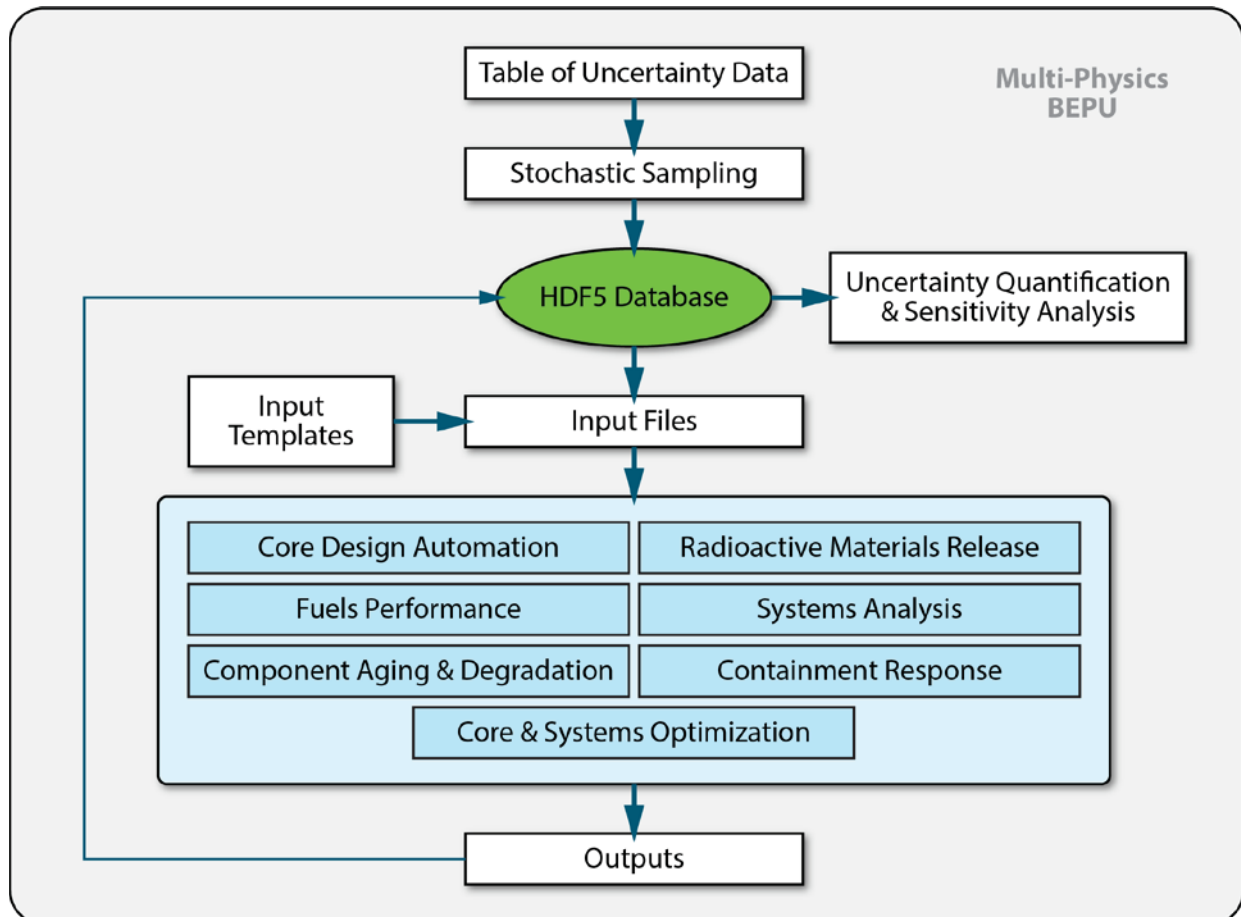 Table of Uncertainty Data
Multi-Physics
BEPU
Stochastic Sampling
HDF5 Database
Uncertainty Quantification
& Sensitivity Analysis
Input
Templates
Input Files
Core Design Automation
Radioactive Materials Release
Fuels Performance
Systems Analysis
Component Aging & Degradation
Containment Response
Core & Systems Optimization
Outputs